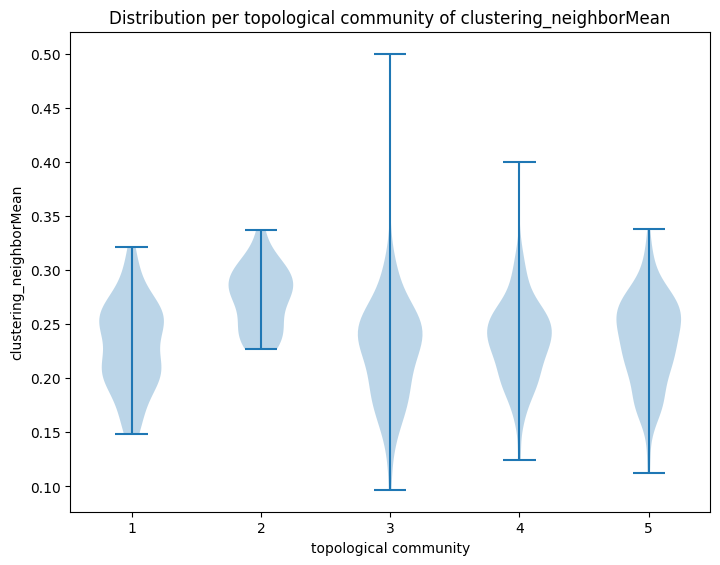 Distribution per topological community of clustering_neighborMean
clustering_neighborMean
0.50
0.45
0.40
0.35
0.30
0.25
0.20
0.15
0.10
1 2 3 4 5
topological community